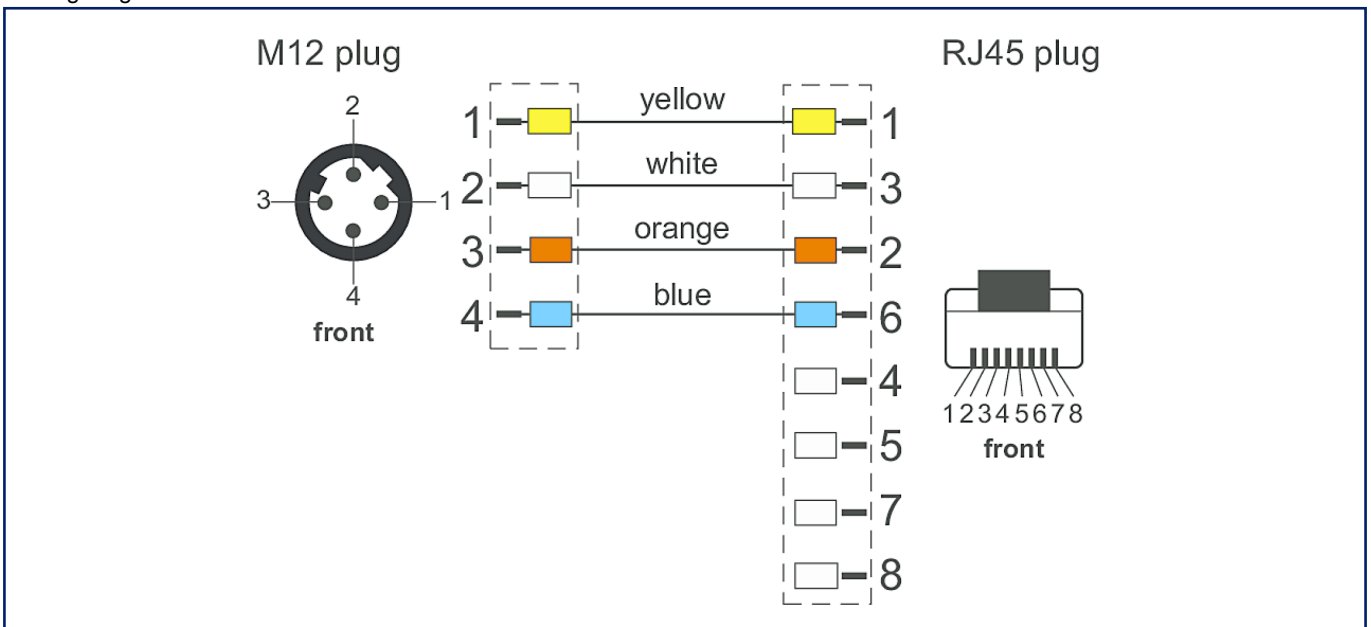 M12 plug
RJ45 plug
2
3
1
4
front
1 yellow 1
2 white 3
3 orange 2
4 blue 6
4
5
7
8
12345678
front